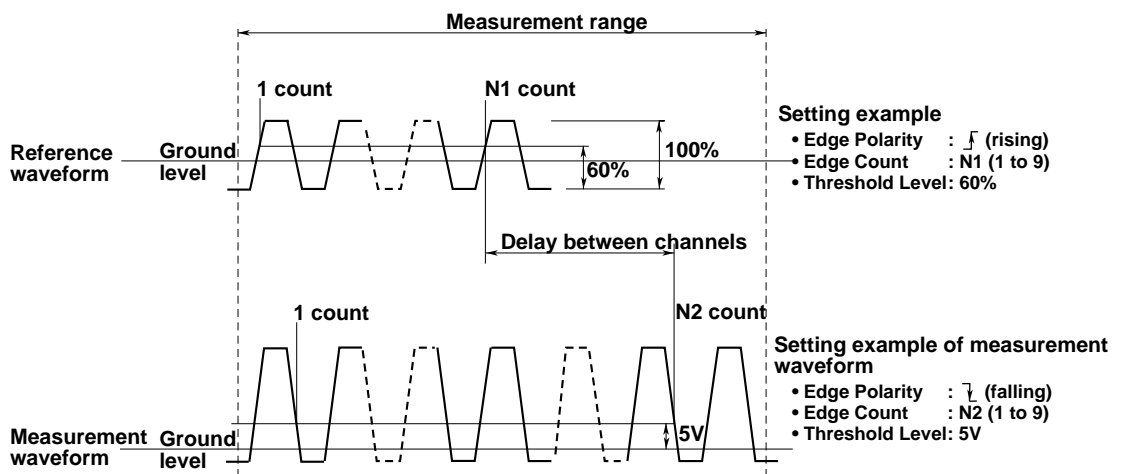 Measurement range
1 count
N1 count
Reference
waveform
Ground
level
100%
60%
Setting example
• Edge Polarity : (rising)
• Edge Count : N1 (1 to 9)
• Threshold Level: 60%
Delay between channels
1 count
N2 count
Setting example of measurement
waveform
• Edge Polarity : (falling)
• Edge Count : N2 (1 to 9)
• Threshold Level: 5V
5V
Measurement
waveform
Ground
level